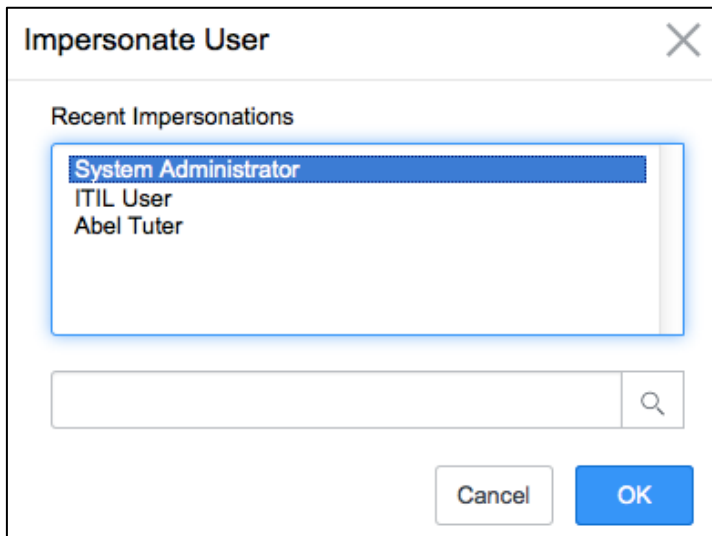 Impersonate User
Recent Impersonations
System Administrator
ITIL User
Abel Tuter
Cancel
OK